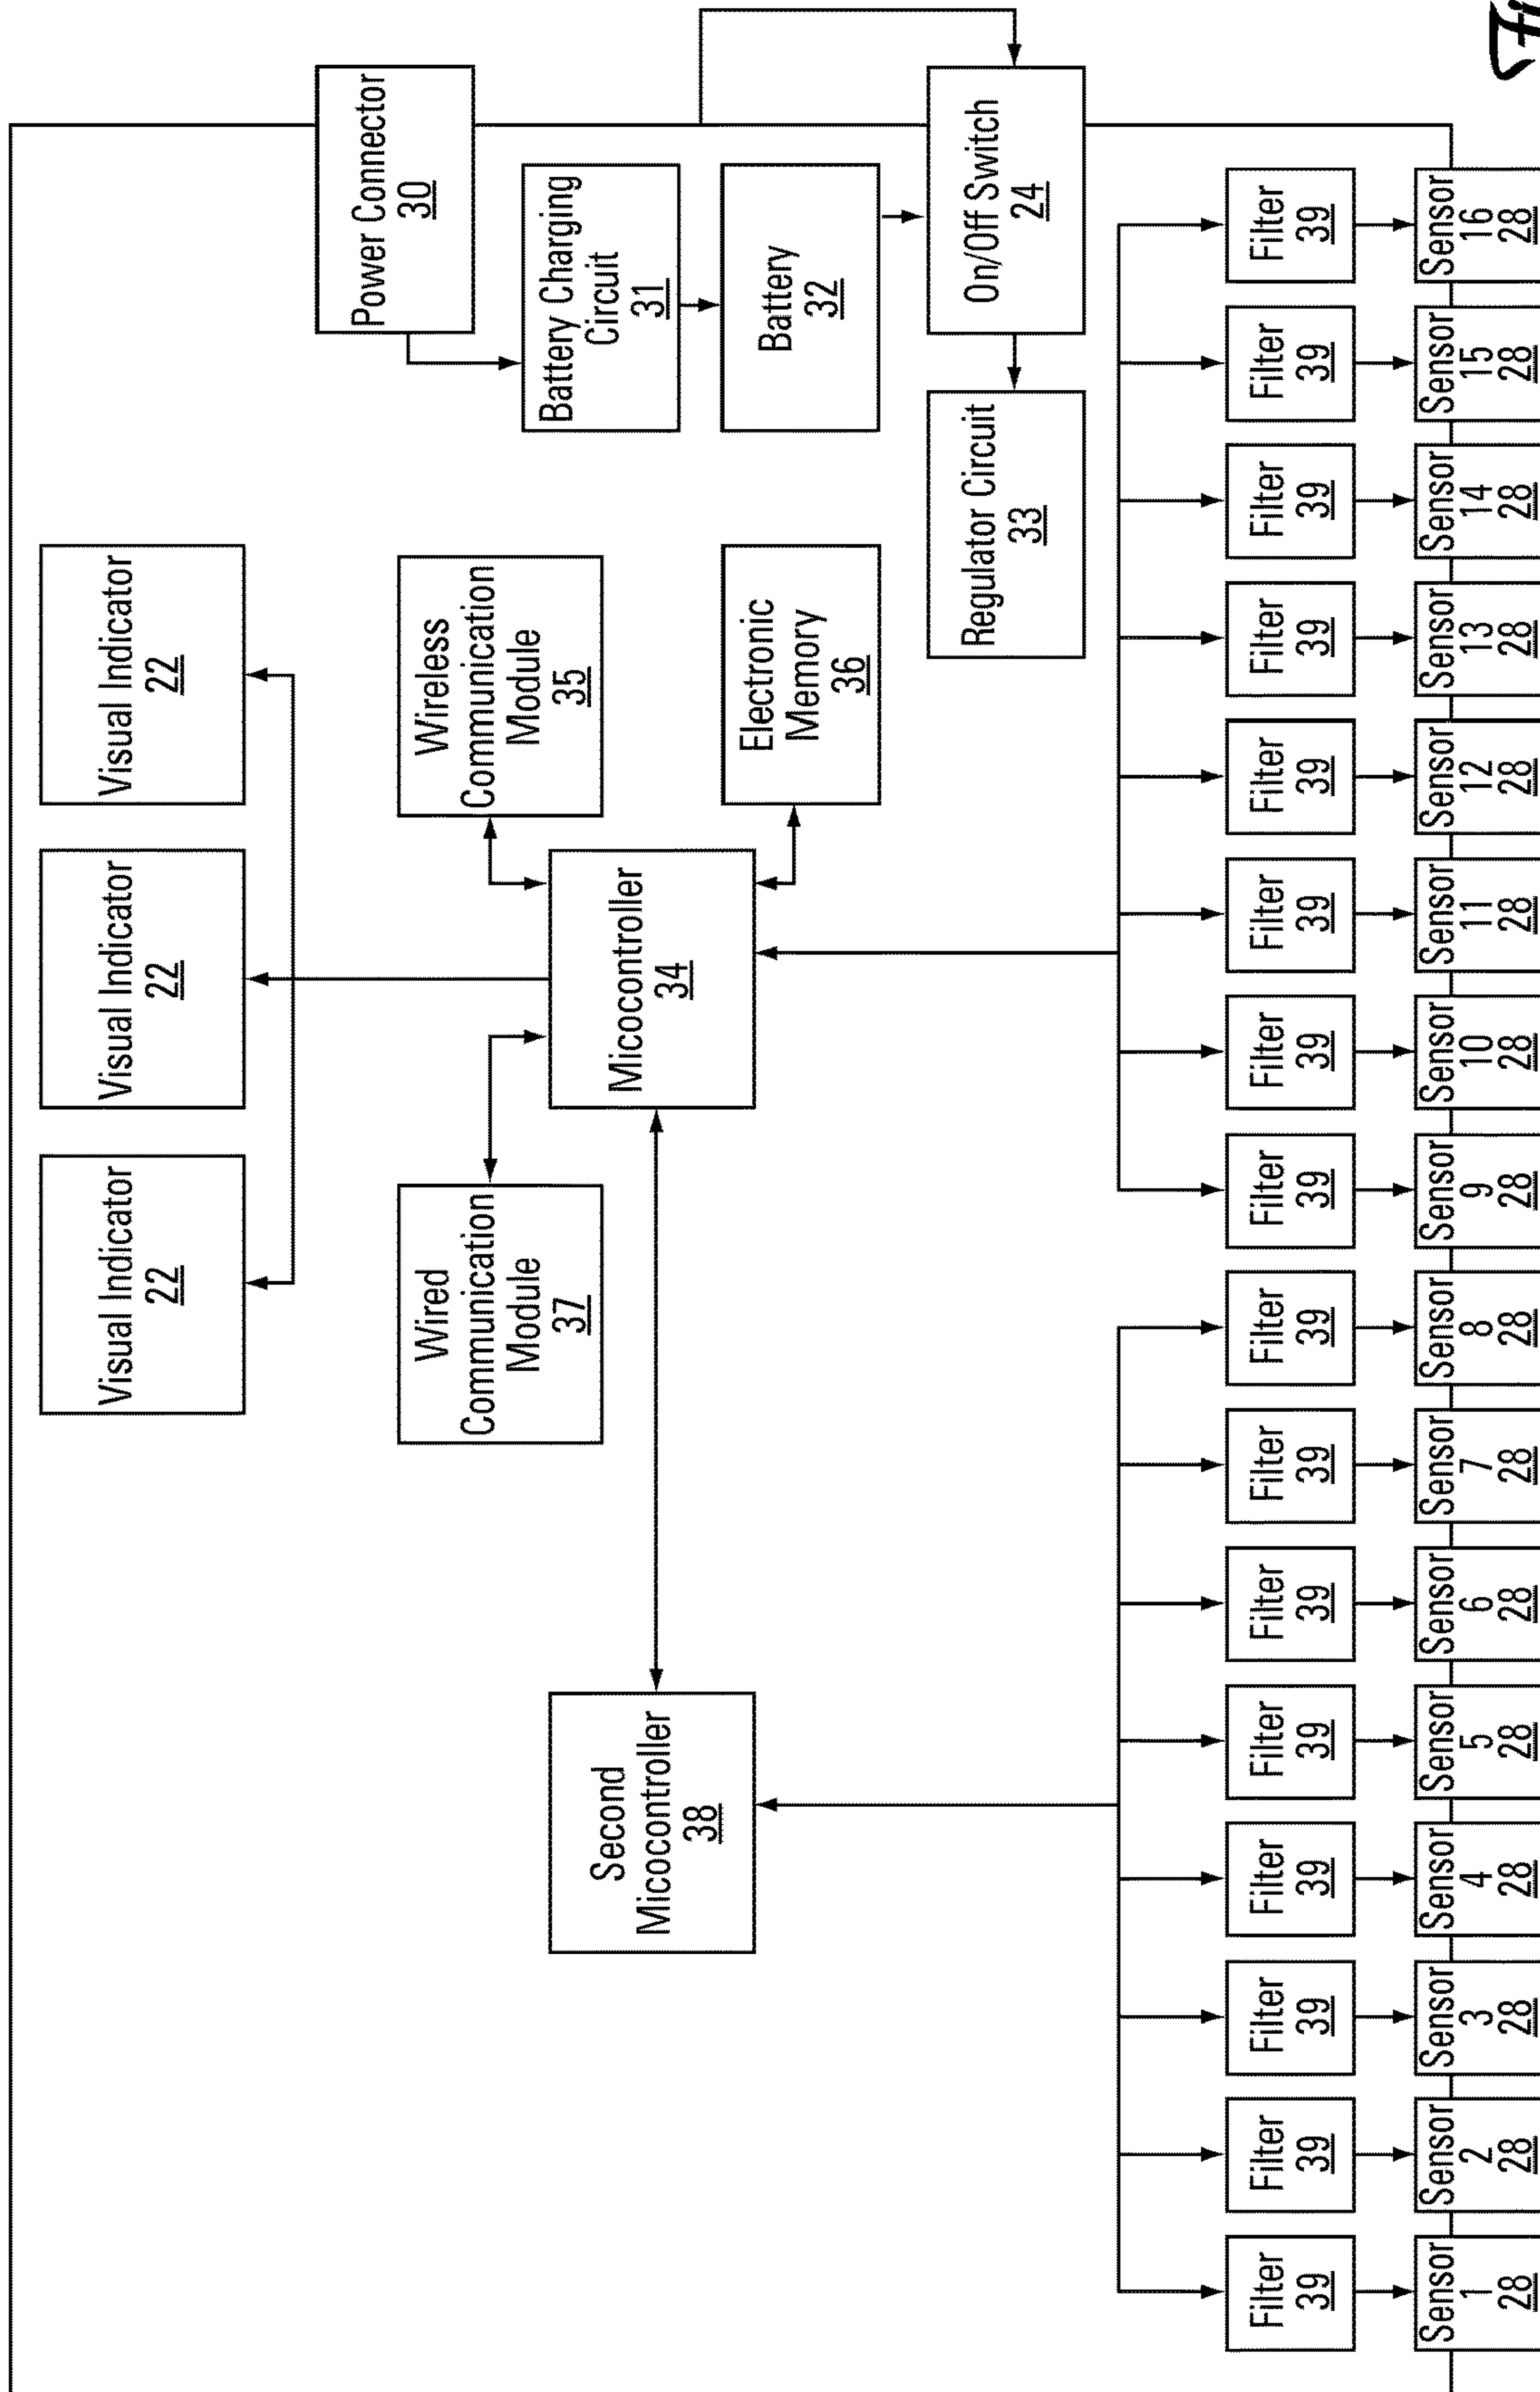 Visual Indicator
22
Visual Indicator
22
Visual Indicator
22
Power Connector
30
Wired
Communication
Module
37
Wireless
Communication
Module
35
Battery Charging
Circuit
31
Second
Micocontroller
38
Micocontroller
34
Electronic
Memory
36
Battery
32
Regulator Circuit
33
On/Off Switch
24
Filter
39
Filter
39
Filter
39
Filter
39
Filter
39
Filter
39
Filter
39
Filter
39
Filter
39
Filter
39
Filter
39
Filter
39
Filter
39
Filter
39
Filter
39
Filter
39
Sensor
1
28
Sensor
2
28
Sensor
3
28
Sensor
4
28
Sensor
5
28
Sensor
6
28
Sensor
7
28
Sensor
8
28
Sensor
9
28
Sensor
10
28
Sensor
11
28
Sensor
12
28
Sensor
13
28
Sensor
14
28
Sensor
15
28
Sensor
16
28